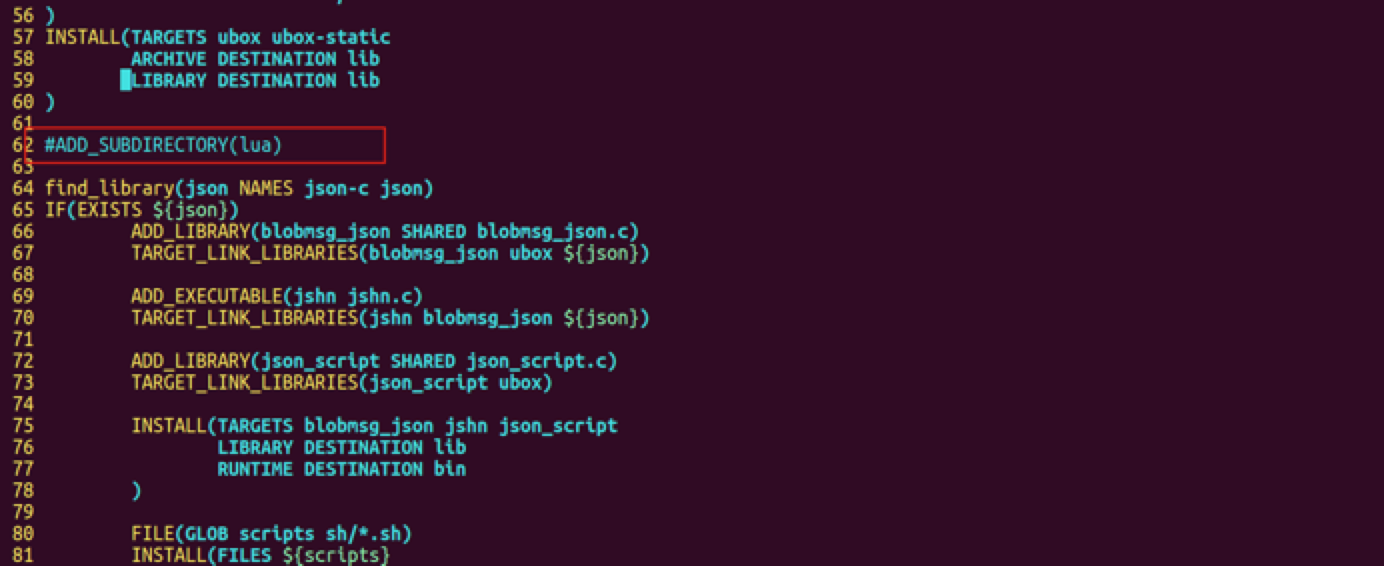 56 )
57 INSTALL(TARGETS ubox ubox-static
58         ARCHIVE DESTINATION lib
59         LIBRARY DESTINATION lib
60 )
61
62 #ADD_SUBDIRECTORY(lua)
63
64 find_library(json NAMES json-c json)
65 IF(EXISTS ${json})
66         ADD_LIBRARY(blobmsg_json SHARED blobmsg_json.c)
67         TARGET_LINK_LIBRARIES(blobmsg_json ubox ${json})
68
69         ADD_EXECUTABLE(jshn jshn.c)
70         TARGET_LINK_LIBRARIES(jshn blobmsg_json ${json})
71
72         ADD_LIBRARY(json_script SHARED json_script.c)
73         TARGET_LINK_LIBRARIES(json_script ubox)
74
75         INSTALL(TARGETS blobmsg_json jshn json_script
76                 LIBRARY DESTINATION lib
77                 RUNTIME DESTINATION bin
78         )
79
80         FILE(GLOB scripts sh/*.sh)
81         INSTALL(FILES ${scripts}